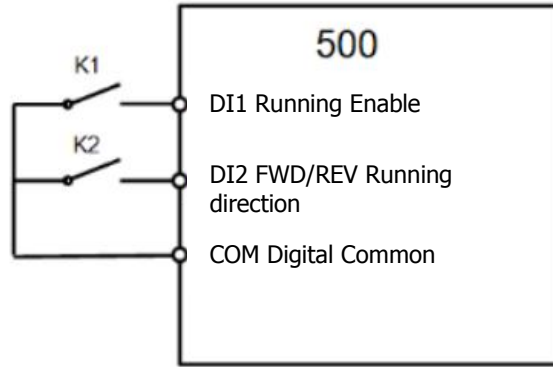 500
K1
DI1 Running Enable
K2
DI2 FWD/REV Running
direction
COM Digital Common